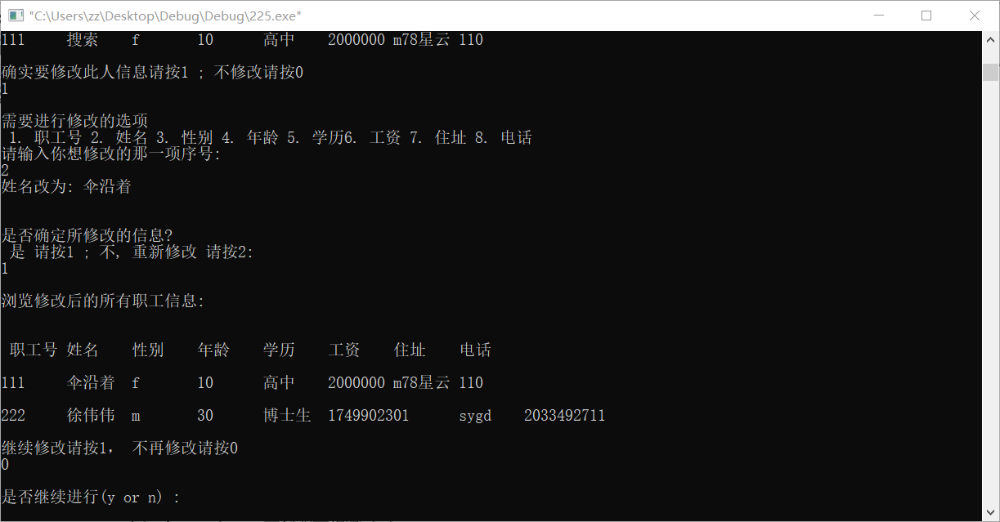 "C:\Users\zz\Desktop\Debug\Debug\225.exe"
111 搜索 f 10 高中 2000000 m78星云 110
确实要修改此人信息请按1 ; 不修改请按0
1
需要进行修改的选项
1. 职工号 2. 姓名 3. 性别 4. 年龄 5. 学历6. 工资 7. 住址 8. 电话
请输入你想修改的那一项序号:
2
姓名改为: 伞沿着
是否确定所修改的信息?
是 请按1 ; 不, 重新修改 请按2:
1
浏览修改后的所有职工信息:
职工号 姓名 性别 年龄 学历 工资 住址 电话
111 伞沿着 f 10 高中 2000000 m78星云 110
222 徐伟伟 m 30 博士生 1749902301 sygd 2033492711
继续修改请按1， 不再修改请按0
0
是否继续进行(y or n) :